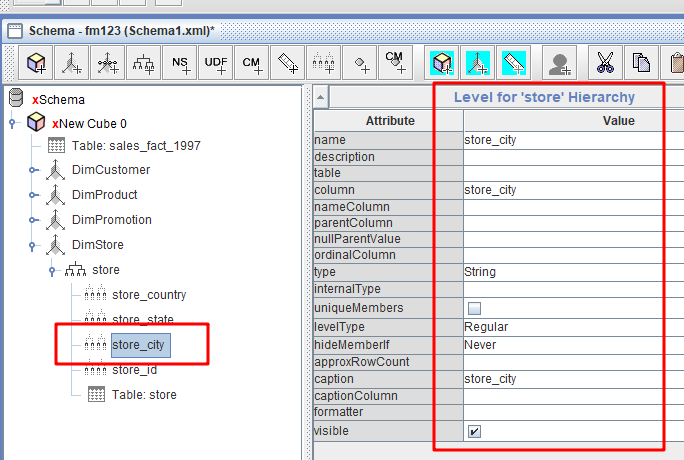 Schema - fm123 (Schema1.xml)*
NS UDF CM CM
xSchema
xNew Cube 0
Table: sales_fact_1997
DimCustomer
DimProduct
DimPromotion
DimStore
store
store_country
store_state
store_city
store_id
Table: store
Level for 'store' Hierarchy
Attribute Value
name store_city
description
table
column store_city
nameColumn
parentColumn
nullParentValue
ordinalColumn
type String
internalType
uniqueMembers
levelType Regular
hideMemberIf Never
approxRowCount
caption store_city
captionColumn
formatter
visible